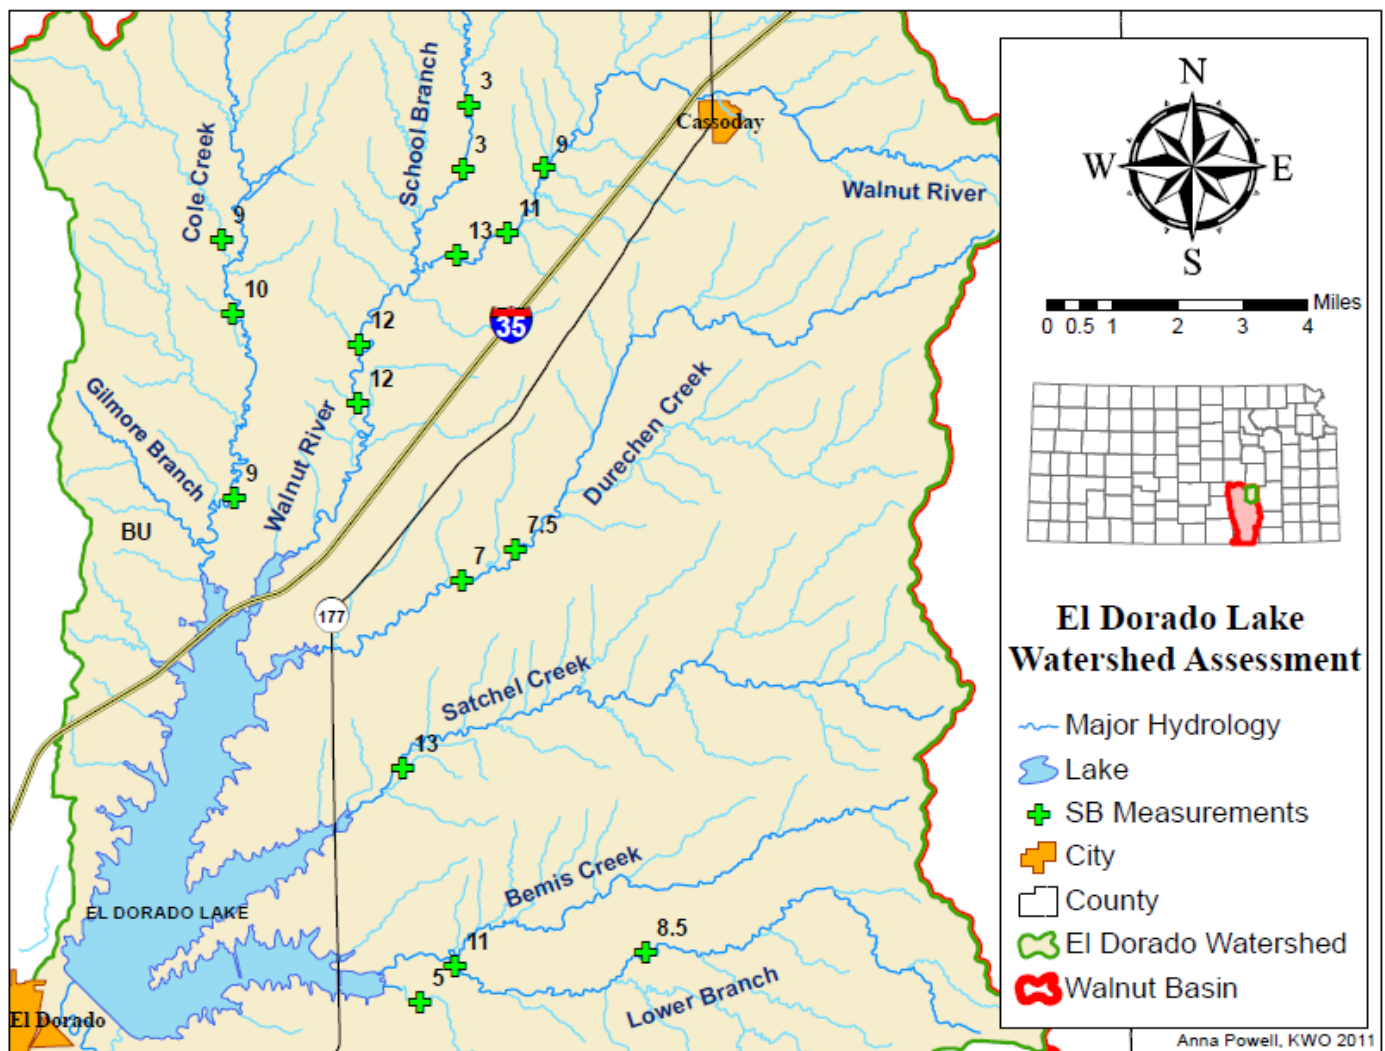 School Branch
3
Cassoday
3
9
Cole Creek
Walnut River
9
11
13
10
12
35
12
Gilmore Branch
Walnut River
Durechen Creek
9
BU
7.5
7
177
Satchel Creek
13
Bemis Creek
EL DORADO LAKE
11
8.5
5
Lower Branch
El Dorado
N
W E
S
Miles
0 0.5 1 2 3 4
El Dorado Lake
Watershed Assessment
Major Hydrology
Lake
SB Measurements
City
County
El Dorado Watershed
Walnut Basin
Anna Powell, KWO 2011